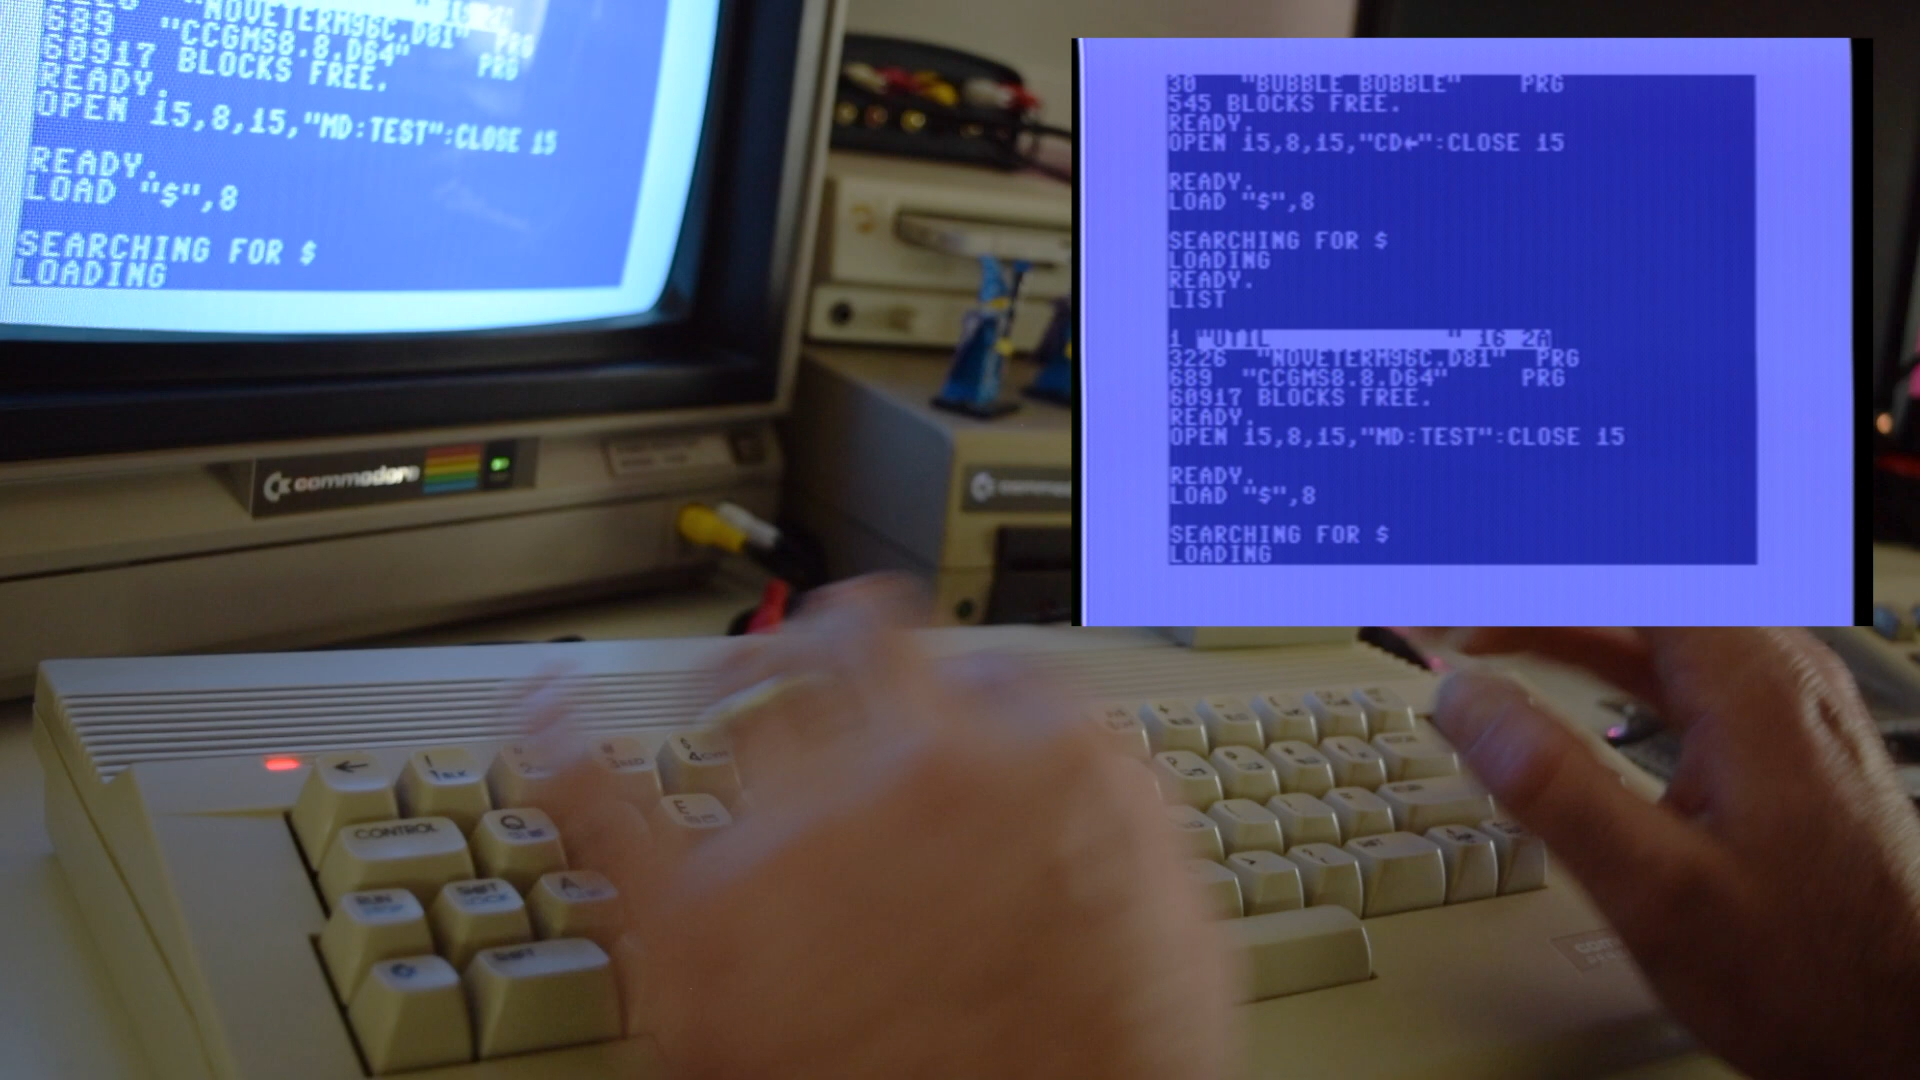 "NOVETERM96C.D81" PRG
689 "CCGMS8.8.D64" PRG
60917 BLOCKS FREE.
READY.
OPEN 15,8,15,"MD:TEST":CLOSE 15
READY.
LOAD "$",8
SEARCHING FOR $
LOADING
commodore
30 "BUBBLE BOBBLE" PRG
545 BLOCKS FREE.
READY.
OPEN 15,8,15,"CD←":CLOSE 15
READY.
LOAD "$",8
SEARCHING FOR $
LOADING
READY.
LIST
1 "UTIL " 16 2A
3226 "NOVETERM96C.D81" PRG
689 "CCGMS8.8.D64" PRG
60917 BLOCKS FREE.
READY.
OPEN 15,8,15,"MD:TEST":CLOSE 15
READY.
LOAD "$",8
SEARCHING FOR $
LOADING
←
CONTROL
Q
RUN
SHIFT LOCK
A
SHIFT